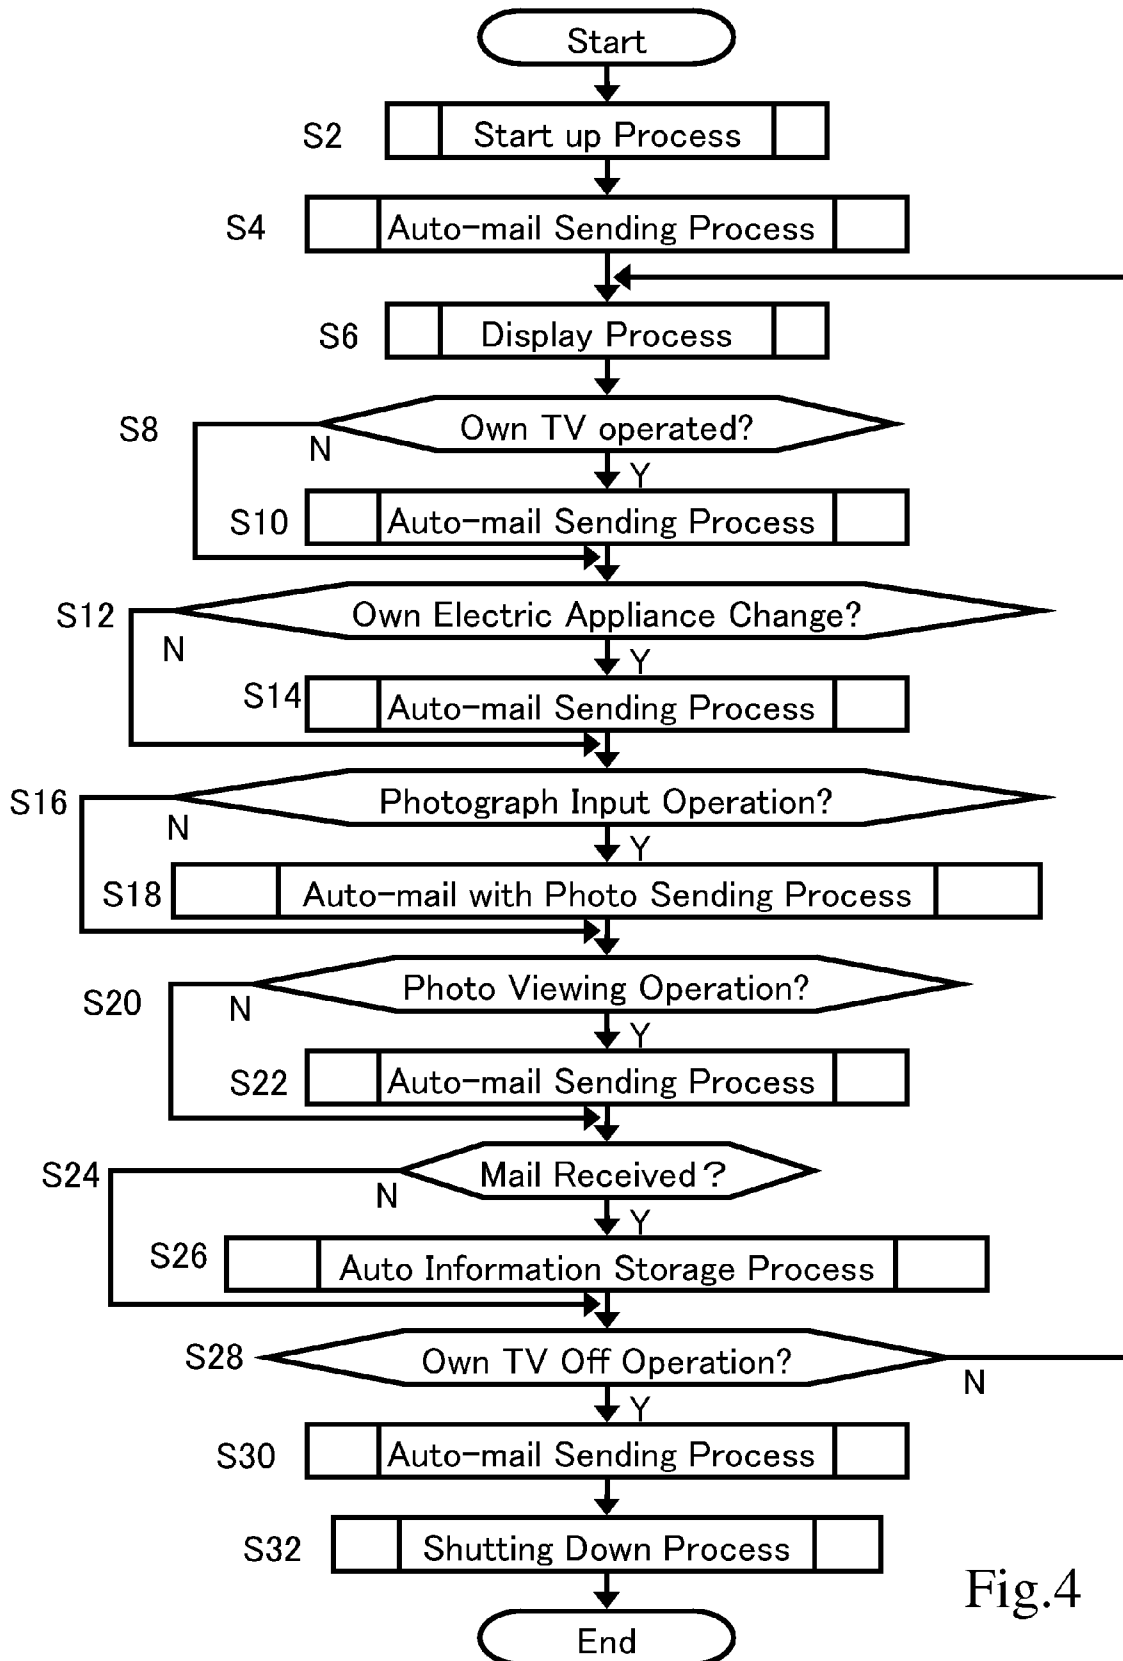 Start
S2
Start up Process
S4
Auto-mail Sending Process
S6
Display Process
S8
Own TV operated?
N
Y
S10
Auto-mail Sending Process
S12
Own Electric Appliance Change?
N
Y
S14
Auto-mail Sending Process
S16
Photograph Input Operation?
N
Y
S18
Auto-mail with Photo Sending Process
S20
Photo Viewing Operation?
N
Y
S22
Auto-mail Sending Process
S24
Mail Received?
N
Y
S26
Auto Information Storage Process
S28
Own TV Off Operation?
N
Y
S30
Auto-mail Sending Process
S32
Shutting Down Process
End
Fig.4